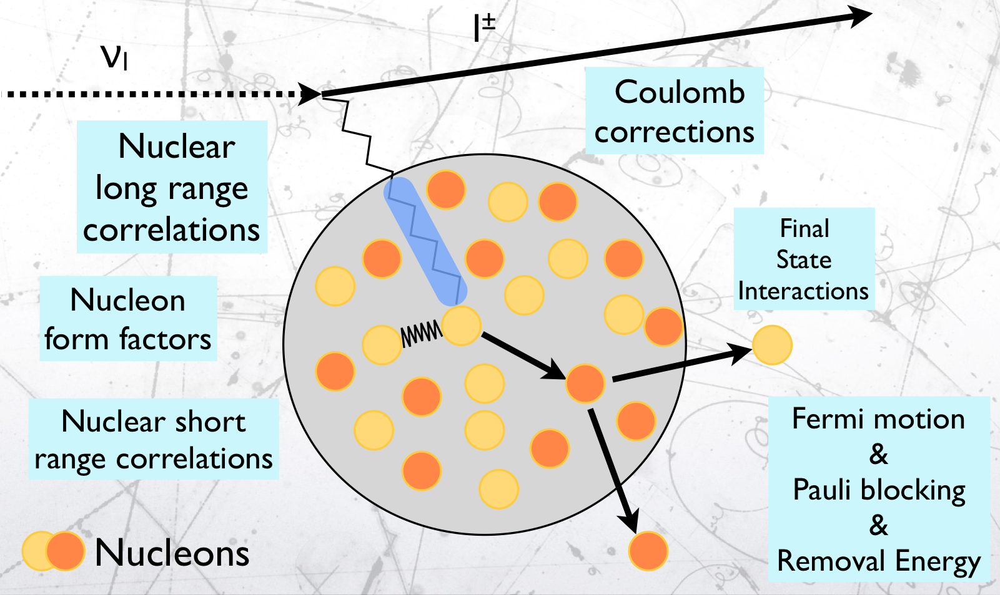 νl
l±
Coulomb
corrections
Nuclear
long range
correlations
Final
State
Interactions
Nucleon
form factors
Nuclear short
range correlations
Fermi motion
&
Pauli blocking
&
Removal Energy
Nucleons